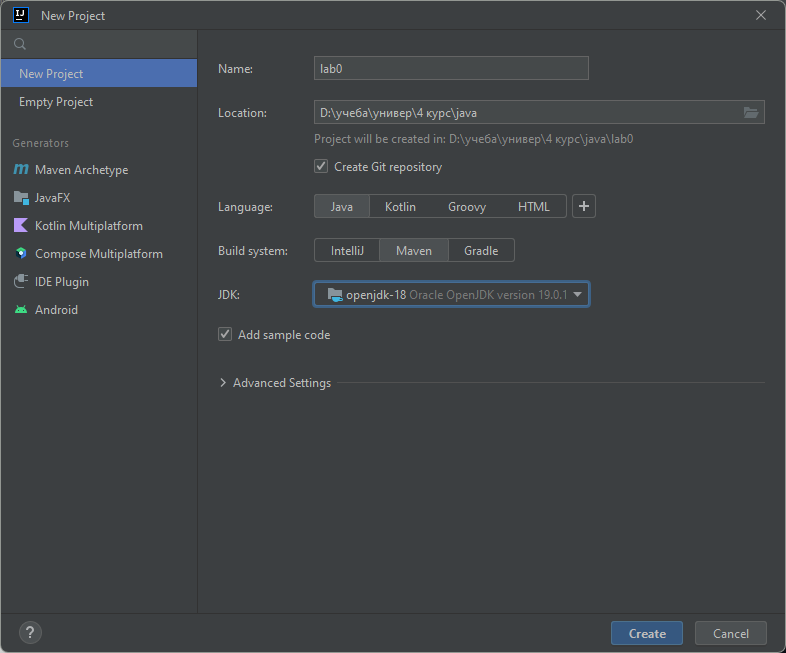 New Project
New Project
Empty Project
Generators
Maven Archetype
JavaFX
Kotlin Multiplatform
Compose Multiplatform
IDE Plugin
Android
Name: lab0
Location: D:\учеба\универ\4 курс\java
Project will be created in: D:\учеба\универ\4 курс\java\lab0
Create Git repository
Language: Java Kotlin Groovy HTML +
Build system: IntelliJ Maven Gradle
JDK: openjdk-18 Oracle OpenJDK version 19.0.1
Add sample code
Advanced Settings
? Create Cancel